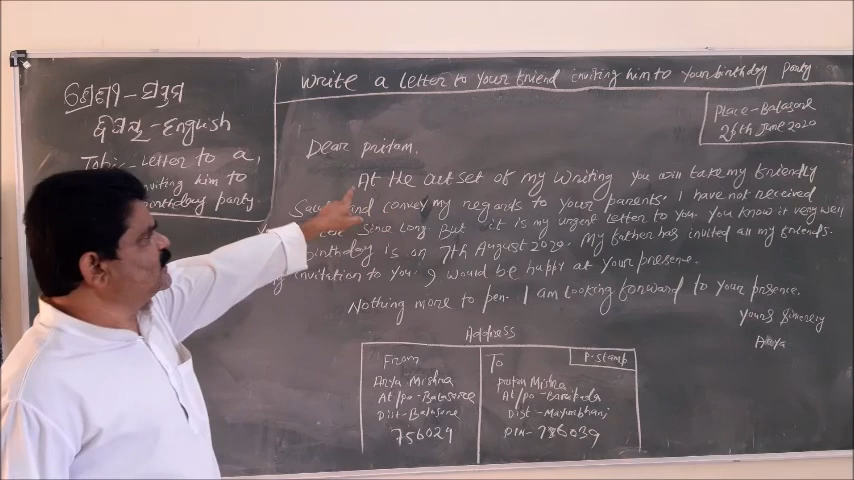 ଶ୍ରେଣୀ-ସପ୍ତମ
ବିଷୟ-English
Topic-Letter to a
inviting him to
birthday party
Write a Letter to your friend inviting him to your birthday party
Place-Balasore
26th June 2020
Dear pritam,
At the outset of my writing you will take my friendly
and convey my regards to your parents. I have not received
Since Long. But it is my urgent Letter to you. You know it very well
birthday is on 7th August 2020. My father has invited all my friends.
my invitation to you. I would be happy at your presence.
Nothing more to pen. I am looking forward to your presence.
Yours Sincerely
Arya
Address
From
Arya Mishra
At/po-Balasore
Dist-Balasore
756029
To
P-stamp
pritam Mishra
At/po-
Dist-Mayurbhanj
PIN-756039